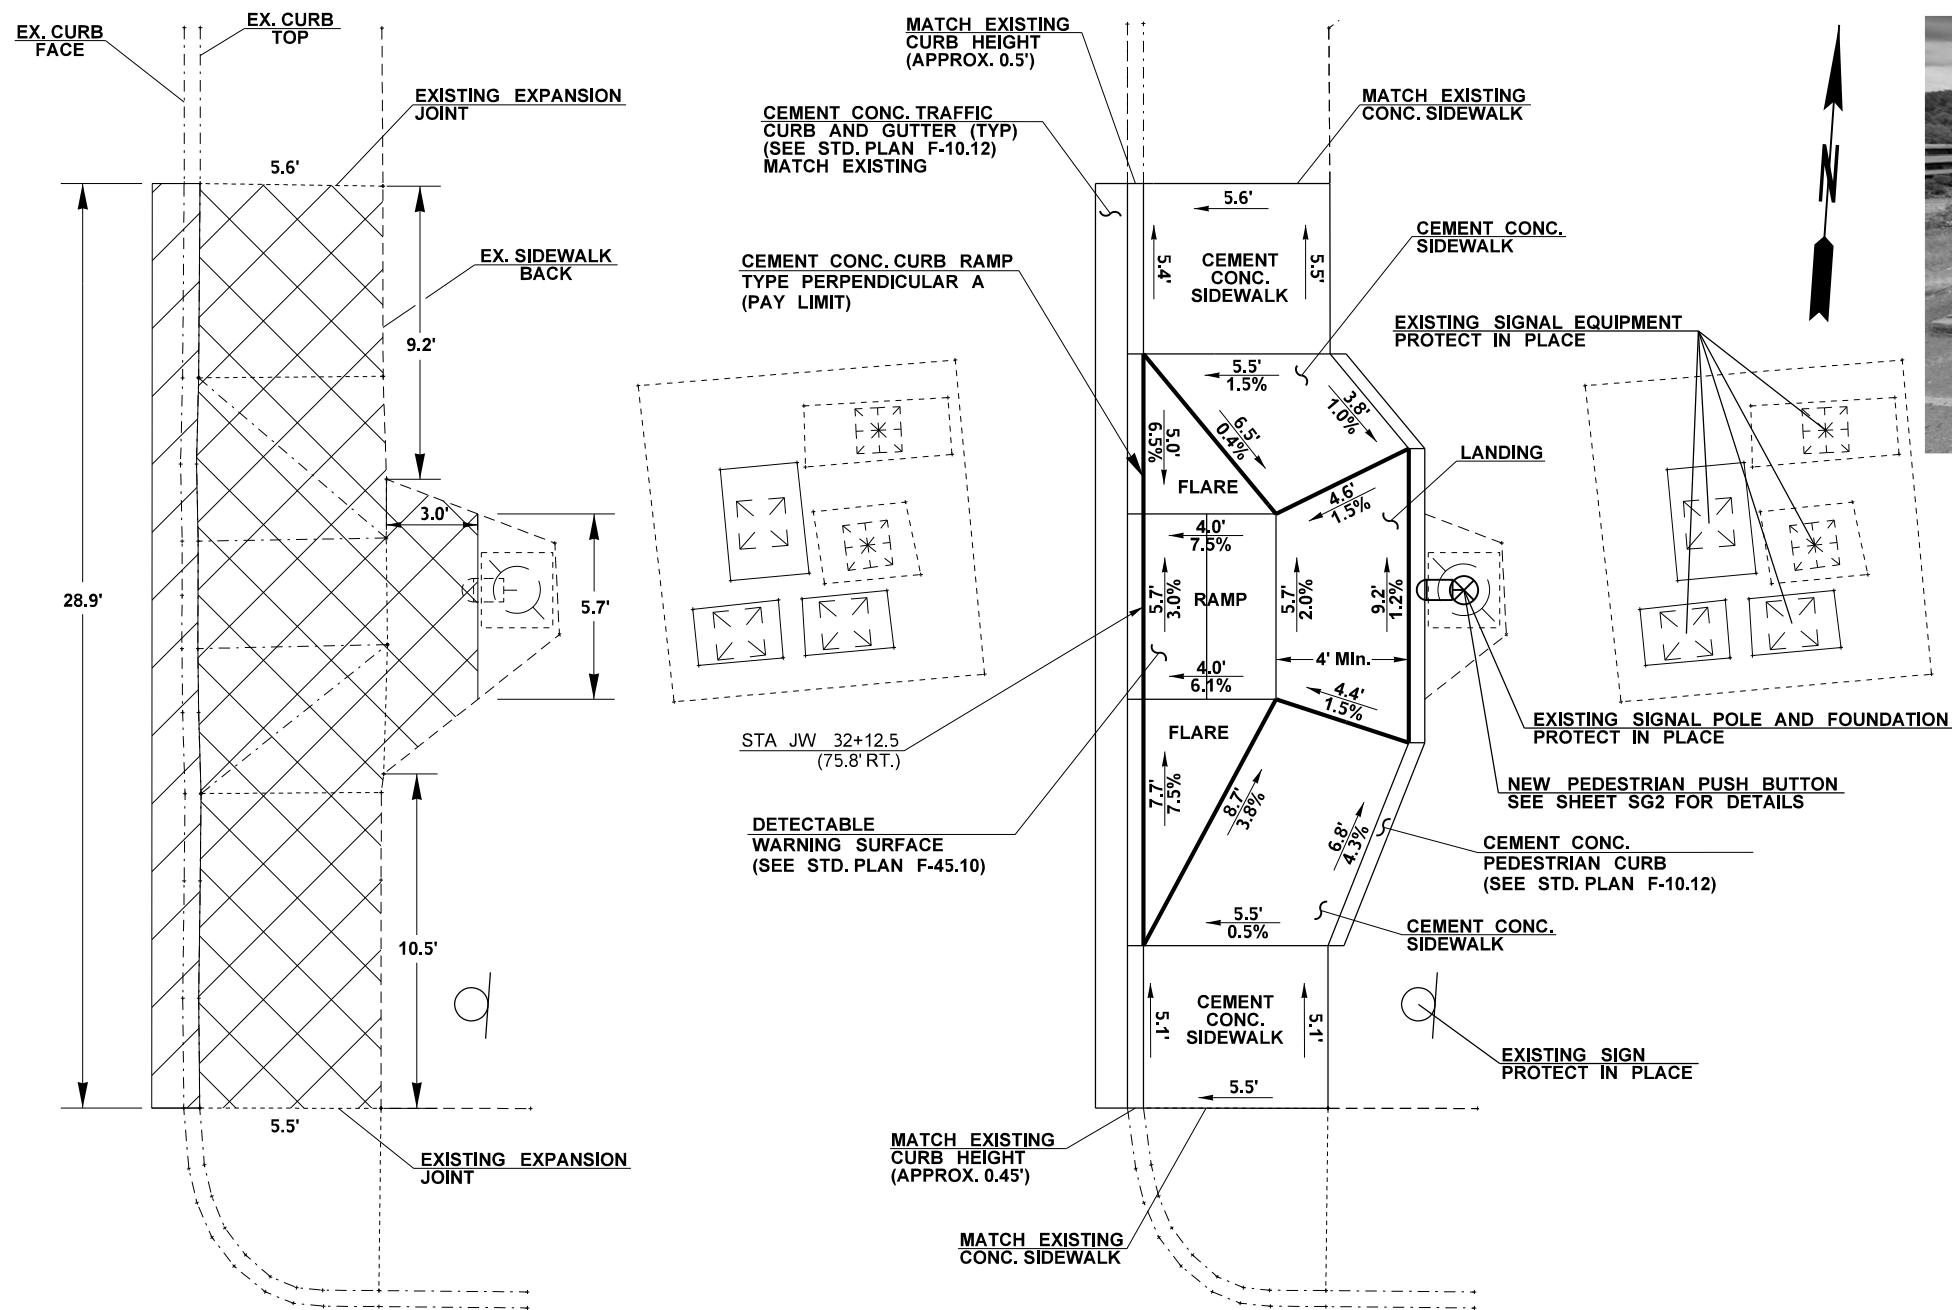 EX. CURB
FACE
EX. CURB
TOP
EXISTING EXPANSION
JOINT
5.6'
EX. SIDEWALK
BACK
9.2'
3.0'
28.9'
5.7'
10.5'
5.5'
EXISTING EXPANSION
JOINT
MATCH EXISTING
CURB HEIGHT
(APPROX. 0.5')
CEMENT CONC. TRAFFIC
CURB AND GUTTER (TYP)
(SEE STD. PLAN F-10.12)
MATCH EXISTING
CEMENT CONC. CURB RAMP
TYPE PERPENDICULAR A
(PAY LIMIT)
STA JW 32+12.5
(75.8' RT.)
DETECTABLE
WARNING SURFACE
(SEE STD. PLAN F-45.10)
MATCH EXISTING
CURB HEIGHT
(APPROX. 0.45')
MATCH EXISTING
CONC. SIDEWALK
MATCH EXISTING
CONC. SIDEWALK
CEMENT CONC.
SIDEWALK
5.6'
5.4'
CEMENT
CONC.
SIDEWALK
5.5'
5.5'
1.5%
3.8'
1.0%
6.5'
0.4%
5.0'
6.5%
FLARE
4.6'
1.5%
LANDING
4.0'
7.5%
5.7'
3.0%
RAMP
5.7'
2.0%
9.2'
1.2%
4' Min.
4.0'
6.1%
4.4'
1.5%
FLARE
7.7'
7.5%
8.7'
3.8%
6.8'
4.3%
5.5'
0.5%
5.1'
CEMENT
CONC.
SIDEWALK
5.1'
5.5'
N
EXISTING SIGNAL EQUIPMENT
PROTECT IN PLACE
EXISTING SIGNAL POLE AND FOUNDATION
PROTECT IN PLACE
NEW PEDESTRIAN PUSH BUTTON
SEE SHEET SG2 FOR DETAILS
CEMENT CONC.
PEDESTRIAN CURB
(SEE STD. PLAN F-10.12)
CEMENT CONC.
SIDEWALK
EXISTING SIGN
PROTECT IN PLACE